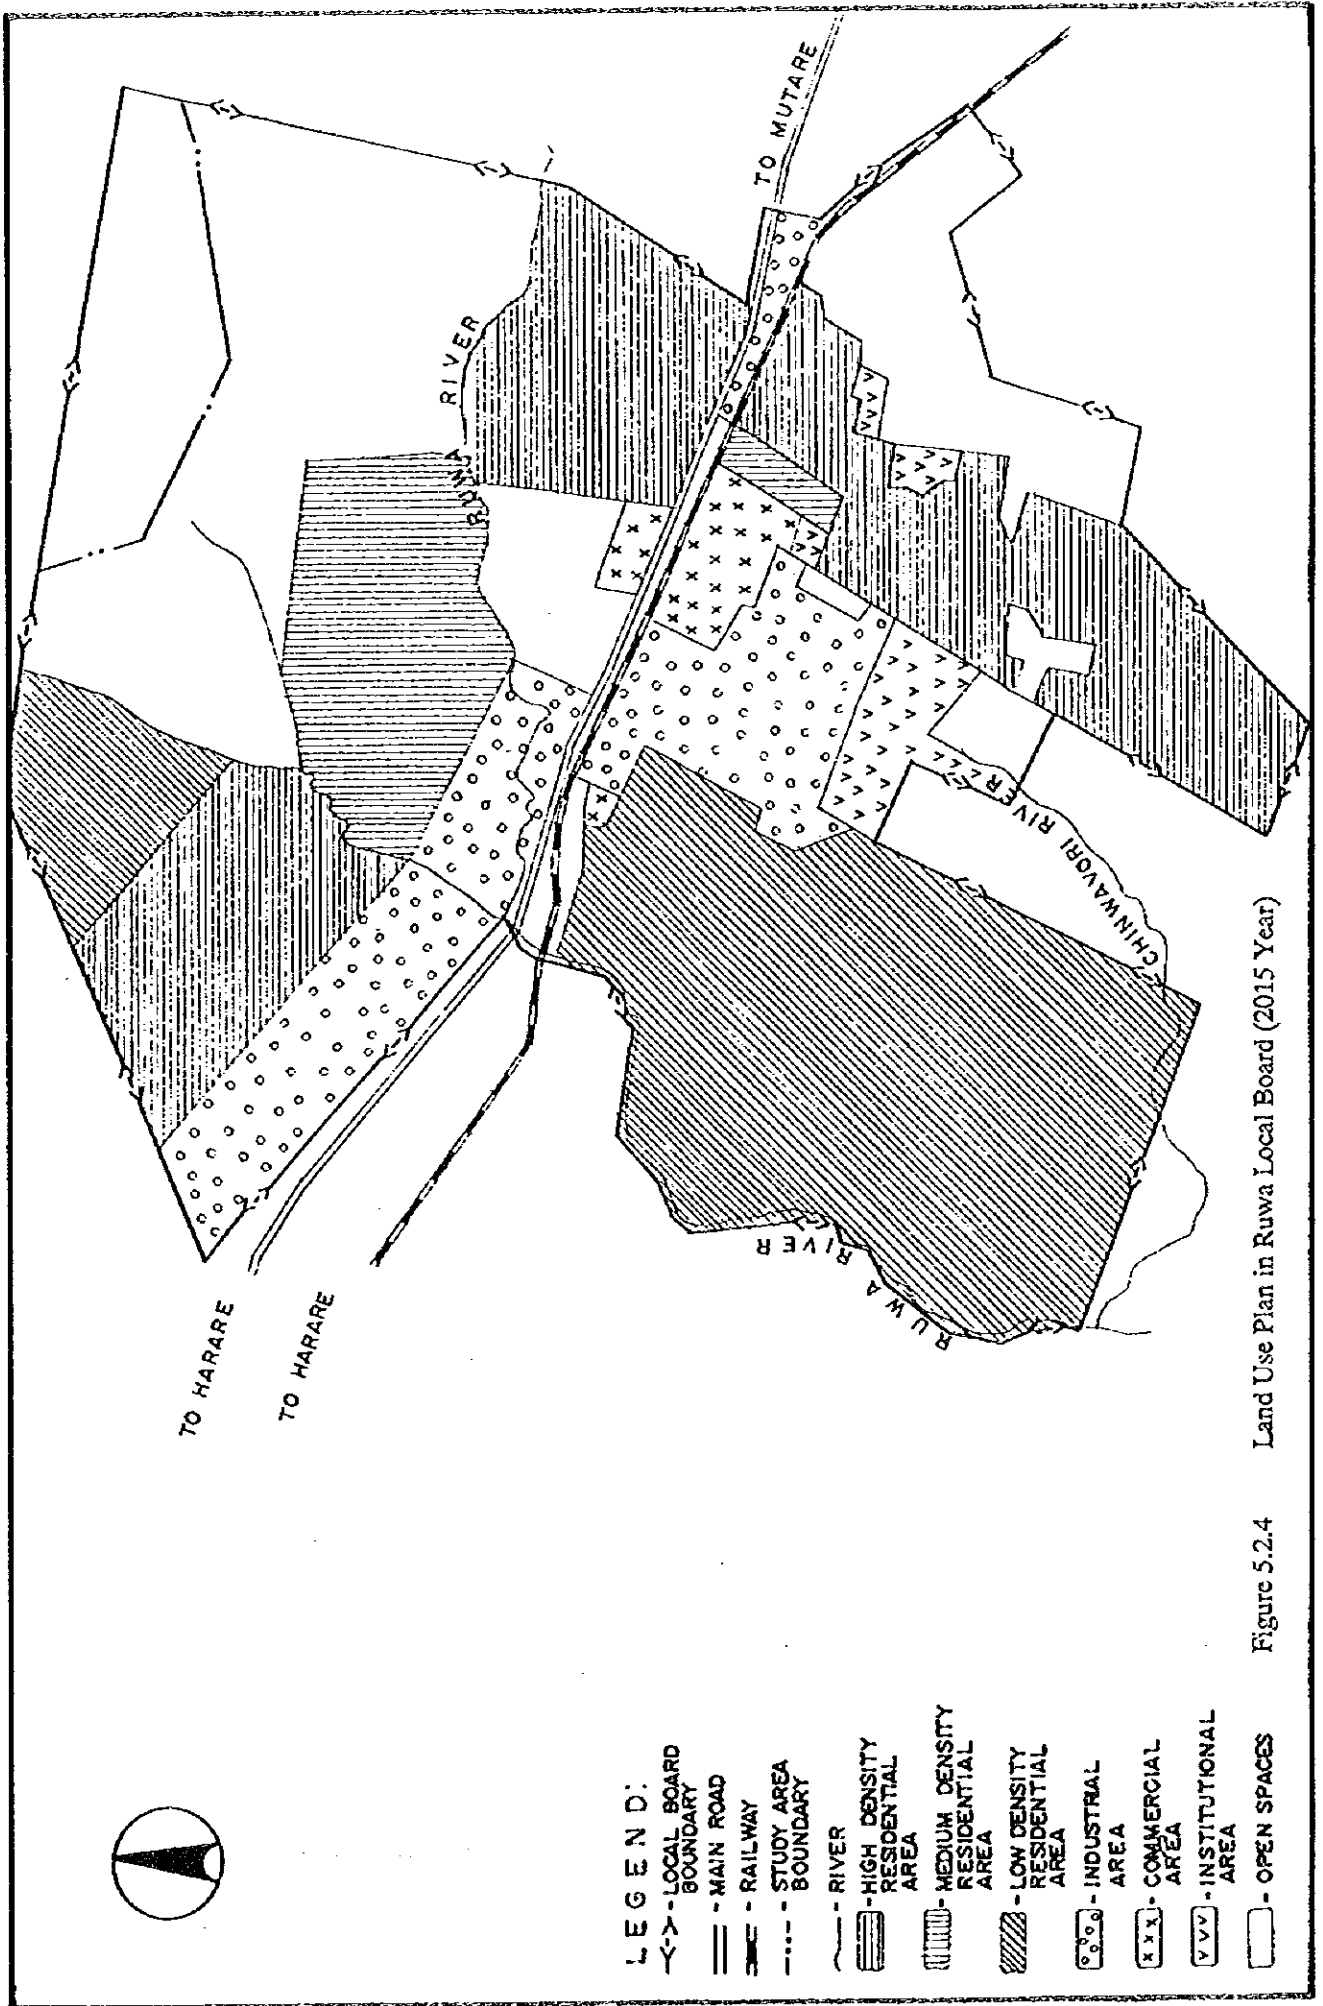 TO HARARE
TO HARARE
TO MUTARE
RUWA RIVER
RUWA RIVER
CHINWAVORI RIVER
LEGEND:
<-> - LOCAL BOARD
BOUNDARY
- MAIN ROAD
- RAILWAY
- STUDY AREA
BOUNDARY
- RIVER
- HIGH DENSITY
RESIDENTIAL
AREA
- MEDIUM DENSITY
RESIDENTIAL
AREA
- LOW DENSITY
RESIDENTIAL
AREA
- INDUSTRIAL
AREA
- COMMERCIAL
AREA
- INSTITUTIONAL
AREA
- OPEN SPACES
Figure 5.2.4 Land Use Plan in Ruwa Local Board (2015 Year)